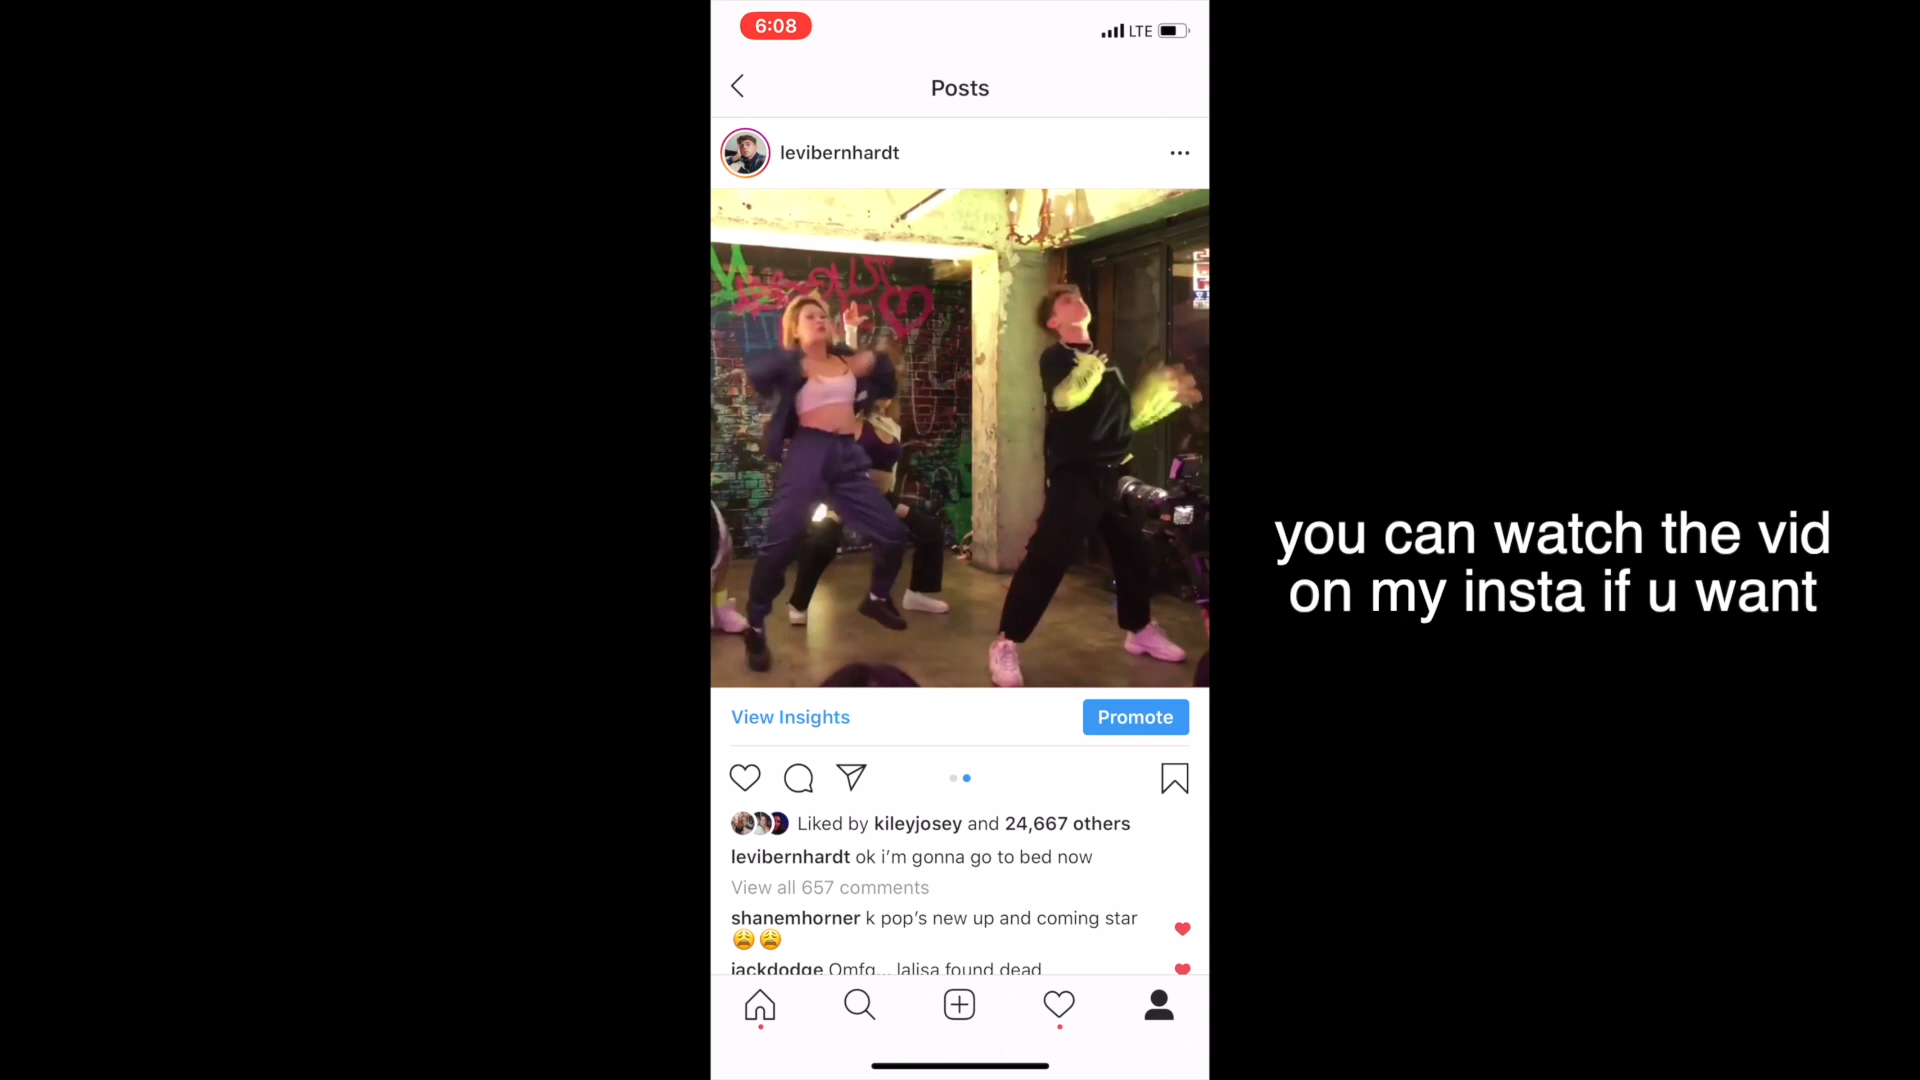 6:08
LTE
Posts
levibernhardt
View Insights
Promote
Liked by kileyjosey and 24,667 others
levibernhardt ok i’m gonna go to bed now
View all 657 comments
shanemhorner k pop’s new up and coming star
😩😩
jackdodge Omfg... lalisa found dead
you can watch the vid
on my insta if u want